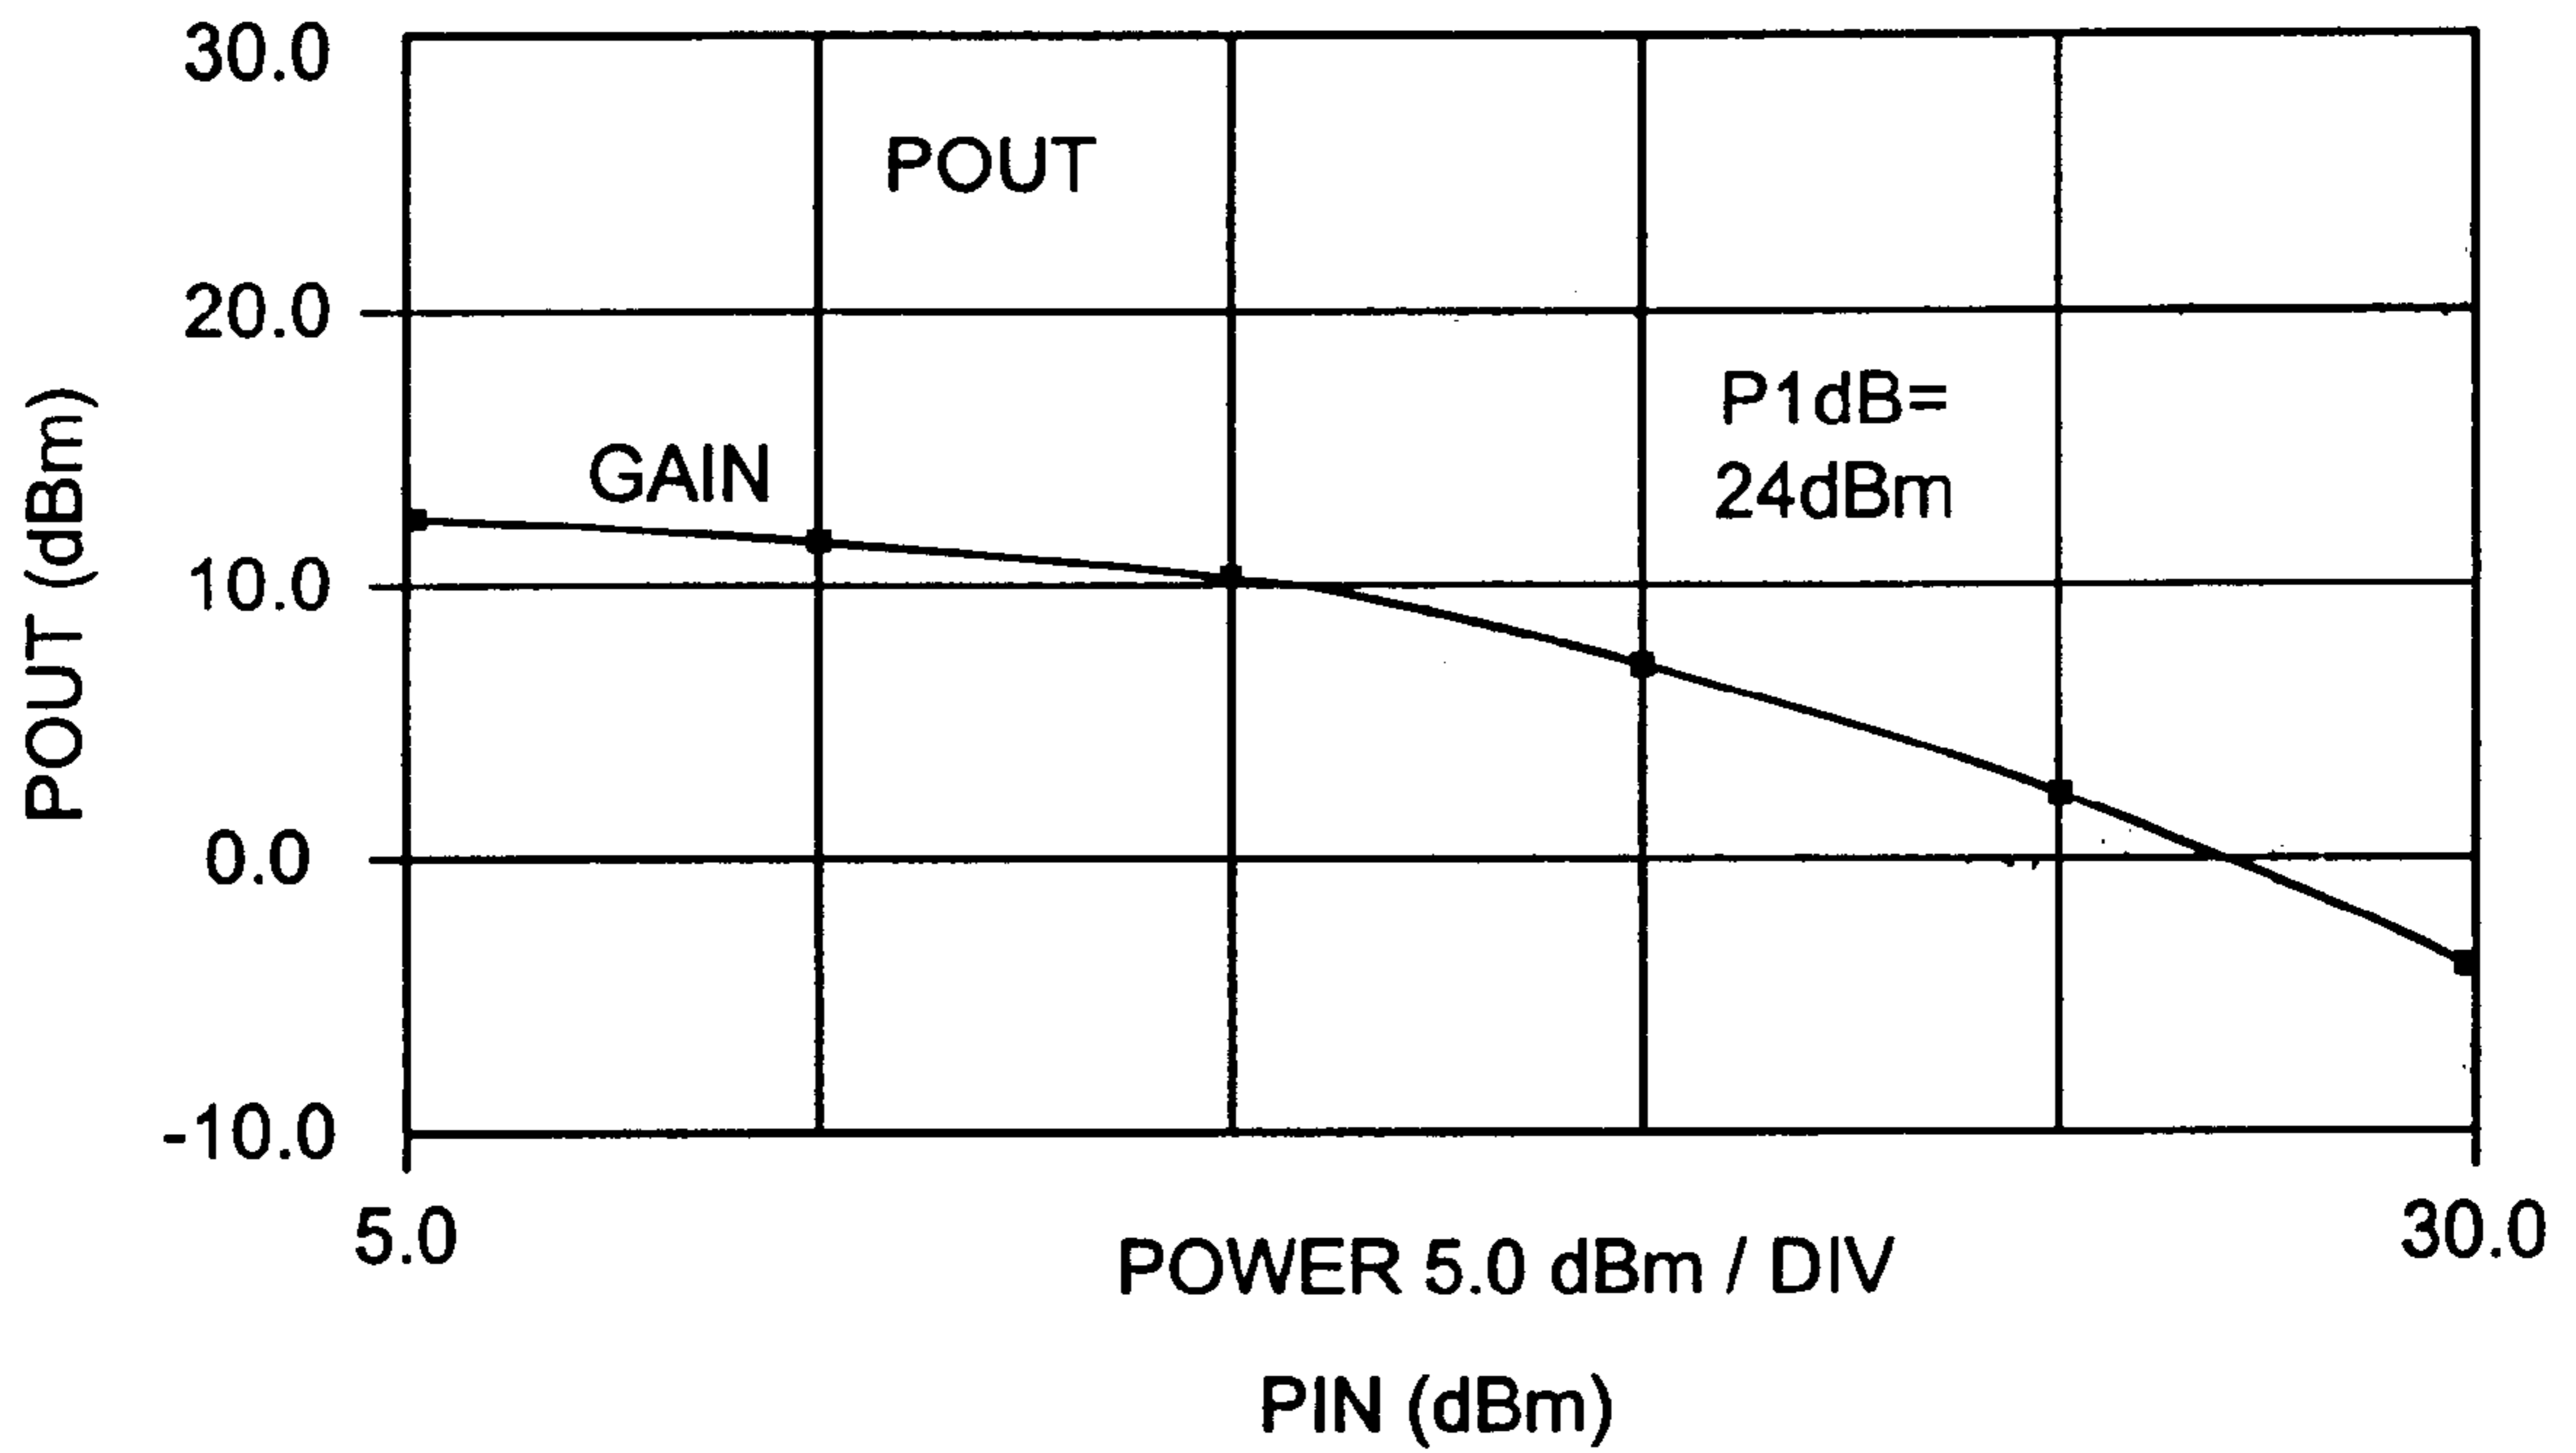 30.0
POUT
20.0
P1dB=
24dBm
GAIN
10.0
POUT (dBm)
0.0
-10.0
5.0
30.0
POWER 5.0 dBm / DIV
PIN (dBm)